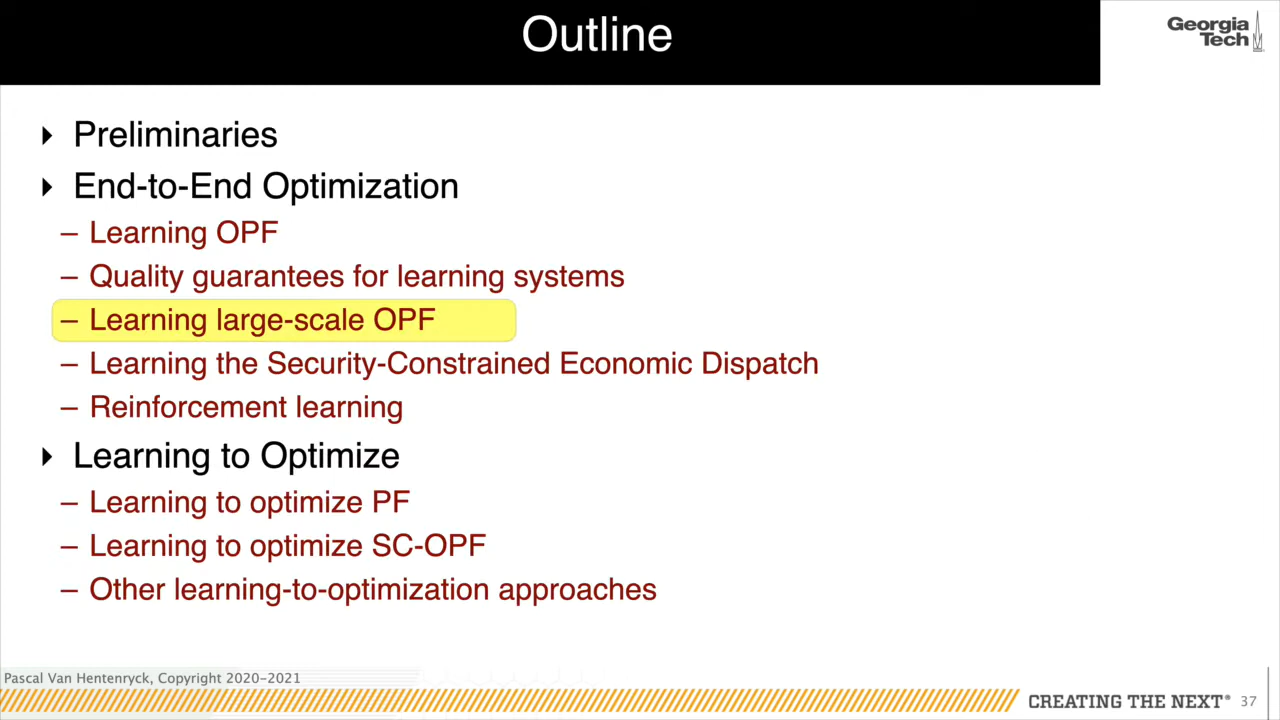 Outline
Georgia
Tech
Preliminaries
End-to-End Optimization
– Learning OPF
– Quality guarantees for learning systems
– Learning large-scale OPF
– Learning the Security-Constrained Economic Dispatch
– Reinforcement learning
Learning to Optimize
– Learning to optimize PF
– Learning to optimize SC-OPF
– Other learning-to-optimization approaches
Pascal Van Hentenryck, Copyright 2020-2021
CREATING THE NEXT® 37